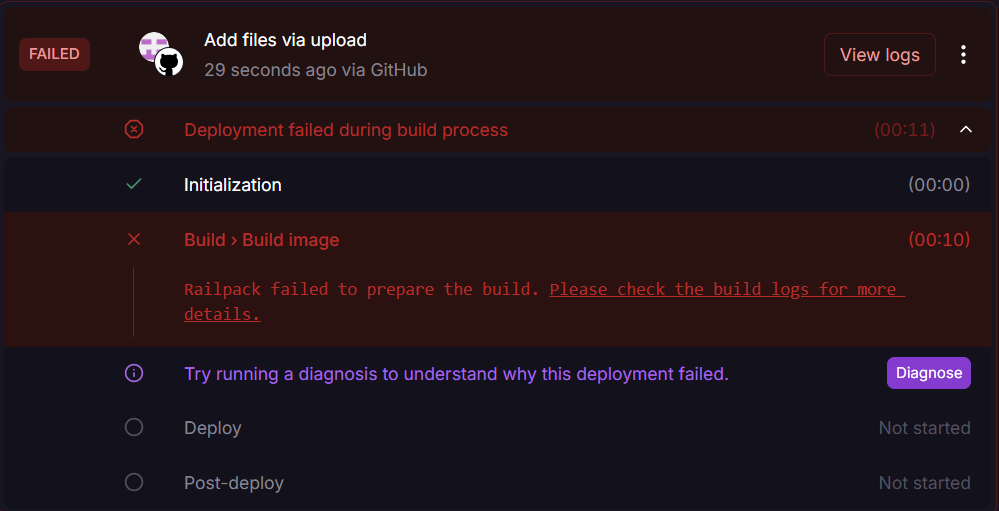 FAILED
Add files via upload
29 seconds ago via GitHub
View logs
Deployment failed during build process
(00:11)
Initialization
(00:00)
Build › Build image
(00:10)
Railpack failed to prepare the build. Please check the build logs for more
details.
Try running a diagnosis to understand why this deployment failed.
Diagnose
Deploy
Not started
Post-deploy
Not started